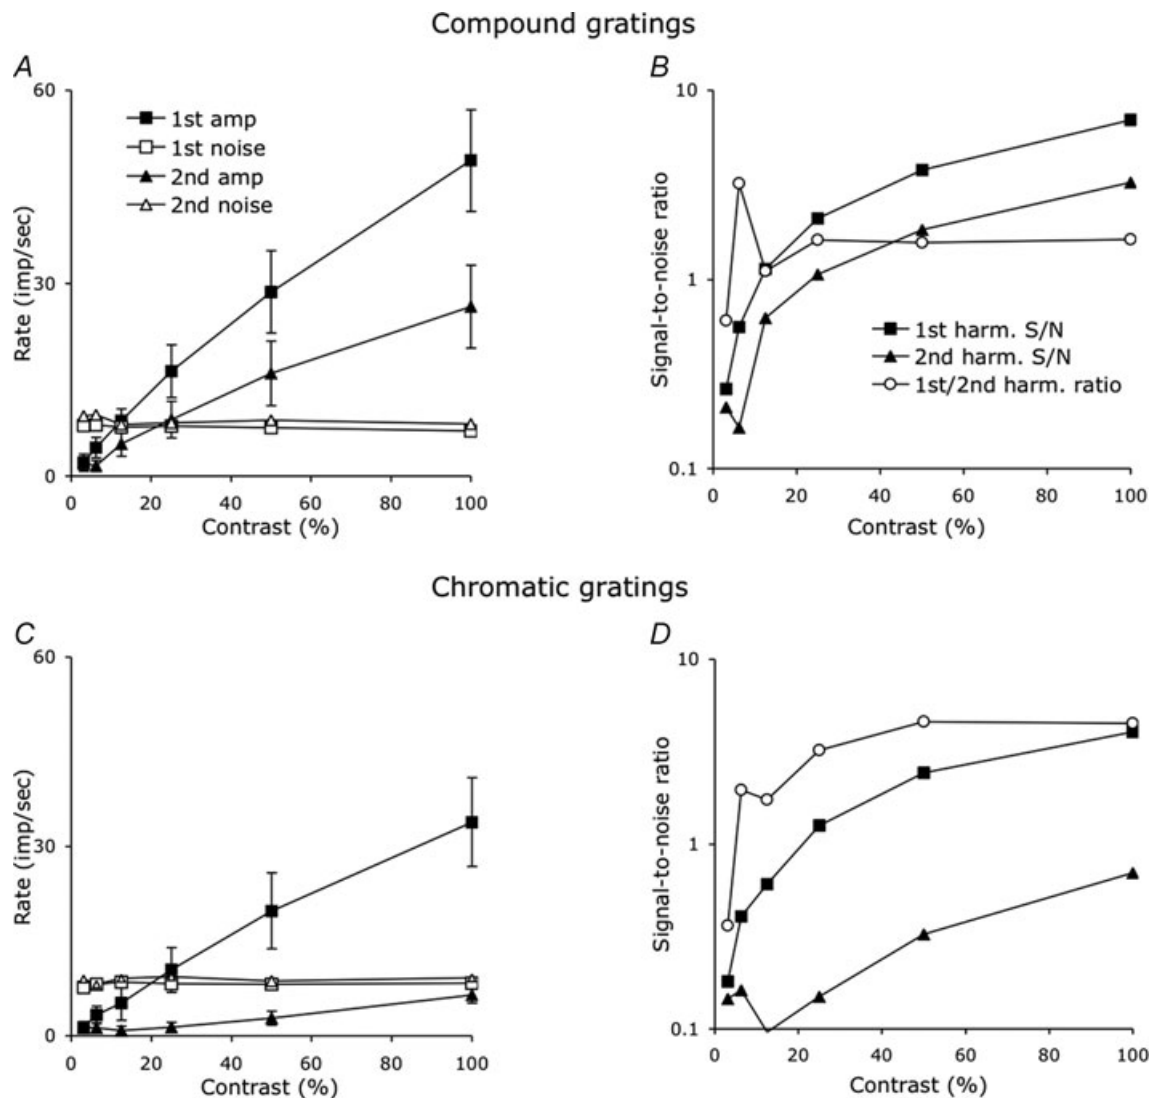 Compound gratings
A
60
30
0
Rate (imp/sec)
1st amp
1st noise
2nd amp
2nd noise
0 20 40 60 80 100
Contrast (%)
B
10
1
0.1
Signal-to-noise ratio
1st harm. S/N
2nd harm. S/N
1st/2nd harm. ratio
0 20 40 60 80 100
Contrast (%)
Chromatic gratings
C
60
30
0
Rate (imp/sec)
0 20 40 60 80 100
Contrast (%)
D
10
1
0.1
Signal-to-noise ratio
0 20 40 60 80 100
Contrast (%)